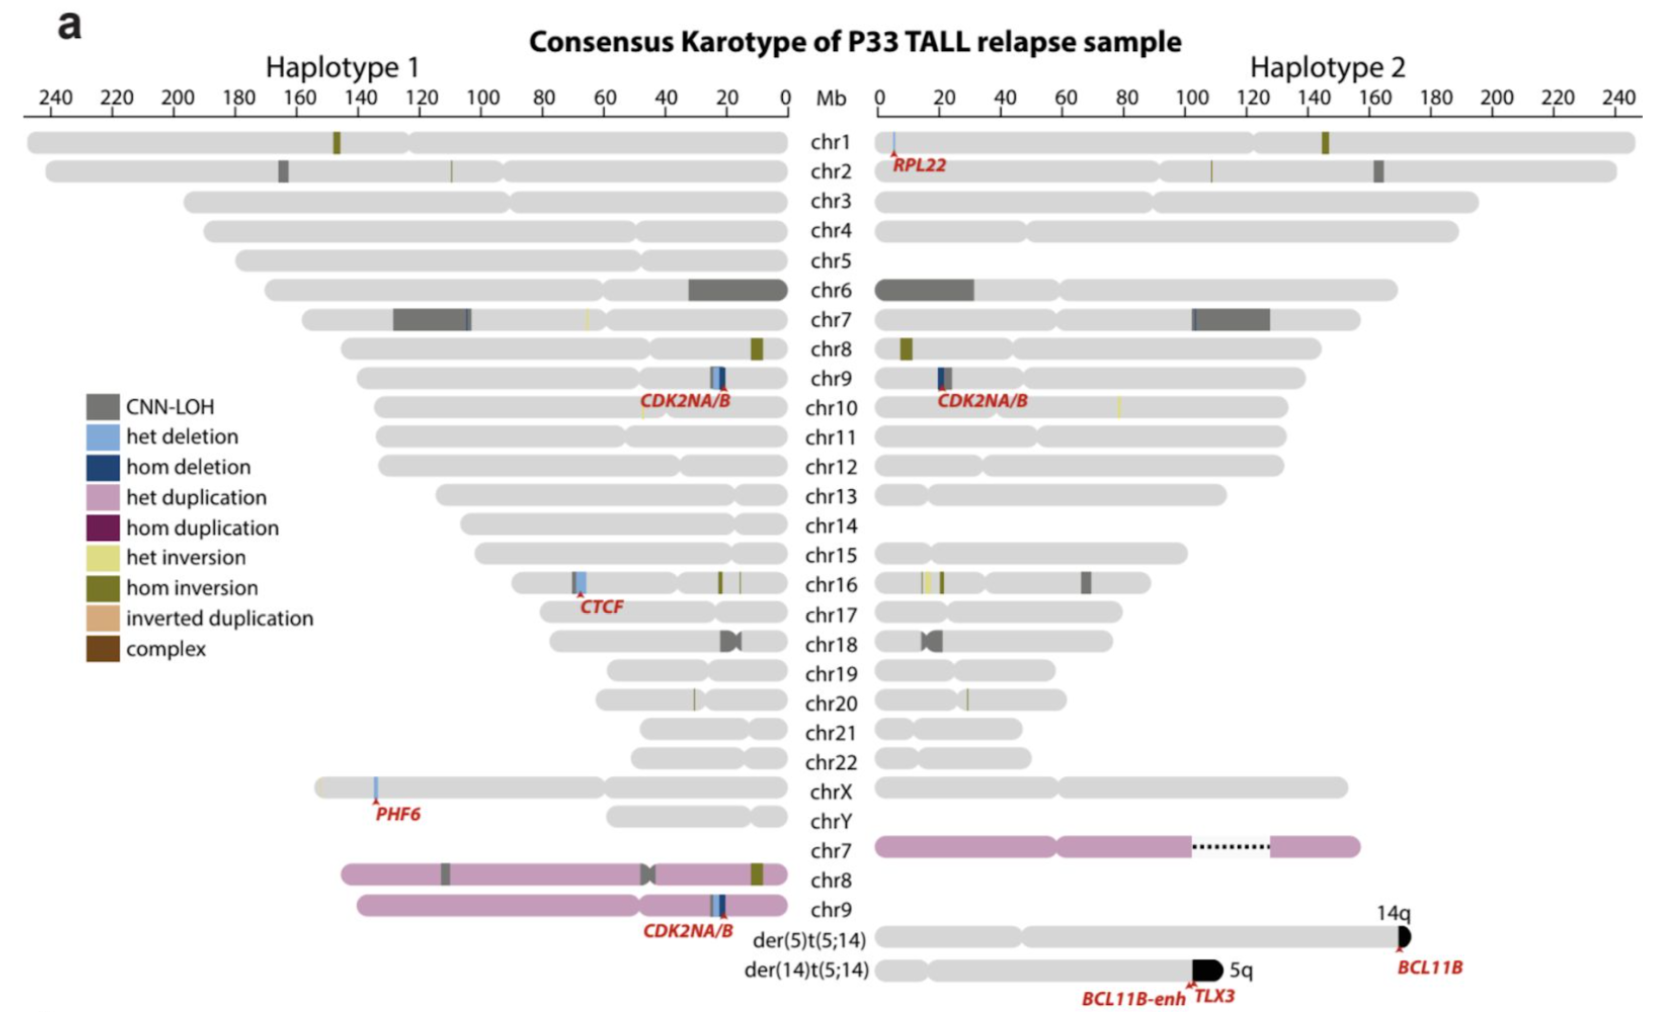 a
Consensus Karotype of P33 TALL relapse sample
Haplotype 1
Haplotype 2
240 220 200 180 160 140 120 100 80 60 40 20 0 Mb 0 20 40 60 80 100 120 140 160 180 200 220 240
chr1
RPL22
chr2
chr3
chr4
chr5
chr6
chr7
chr8
chr9
CDK2NA/B
CDK2NA/B
chr10
chr11
chr12
chr13
chr14
chr15
chr16
CTCF
chr17
chr18
chr19
chr20
chr21
chr22
chrX
PHF6
chrY
chr7
chr8
chr9
CDK2NA/B
14q
der(5)t(5;14)
BCL11B
der(14)t(5;14)
5q
BCL11B-enh
TLX3
CNN-LOH
het deletion
hom deletion
het duplication
hom duplication
het inversion
hom inversion
inverted duplication
complex